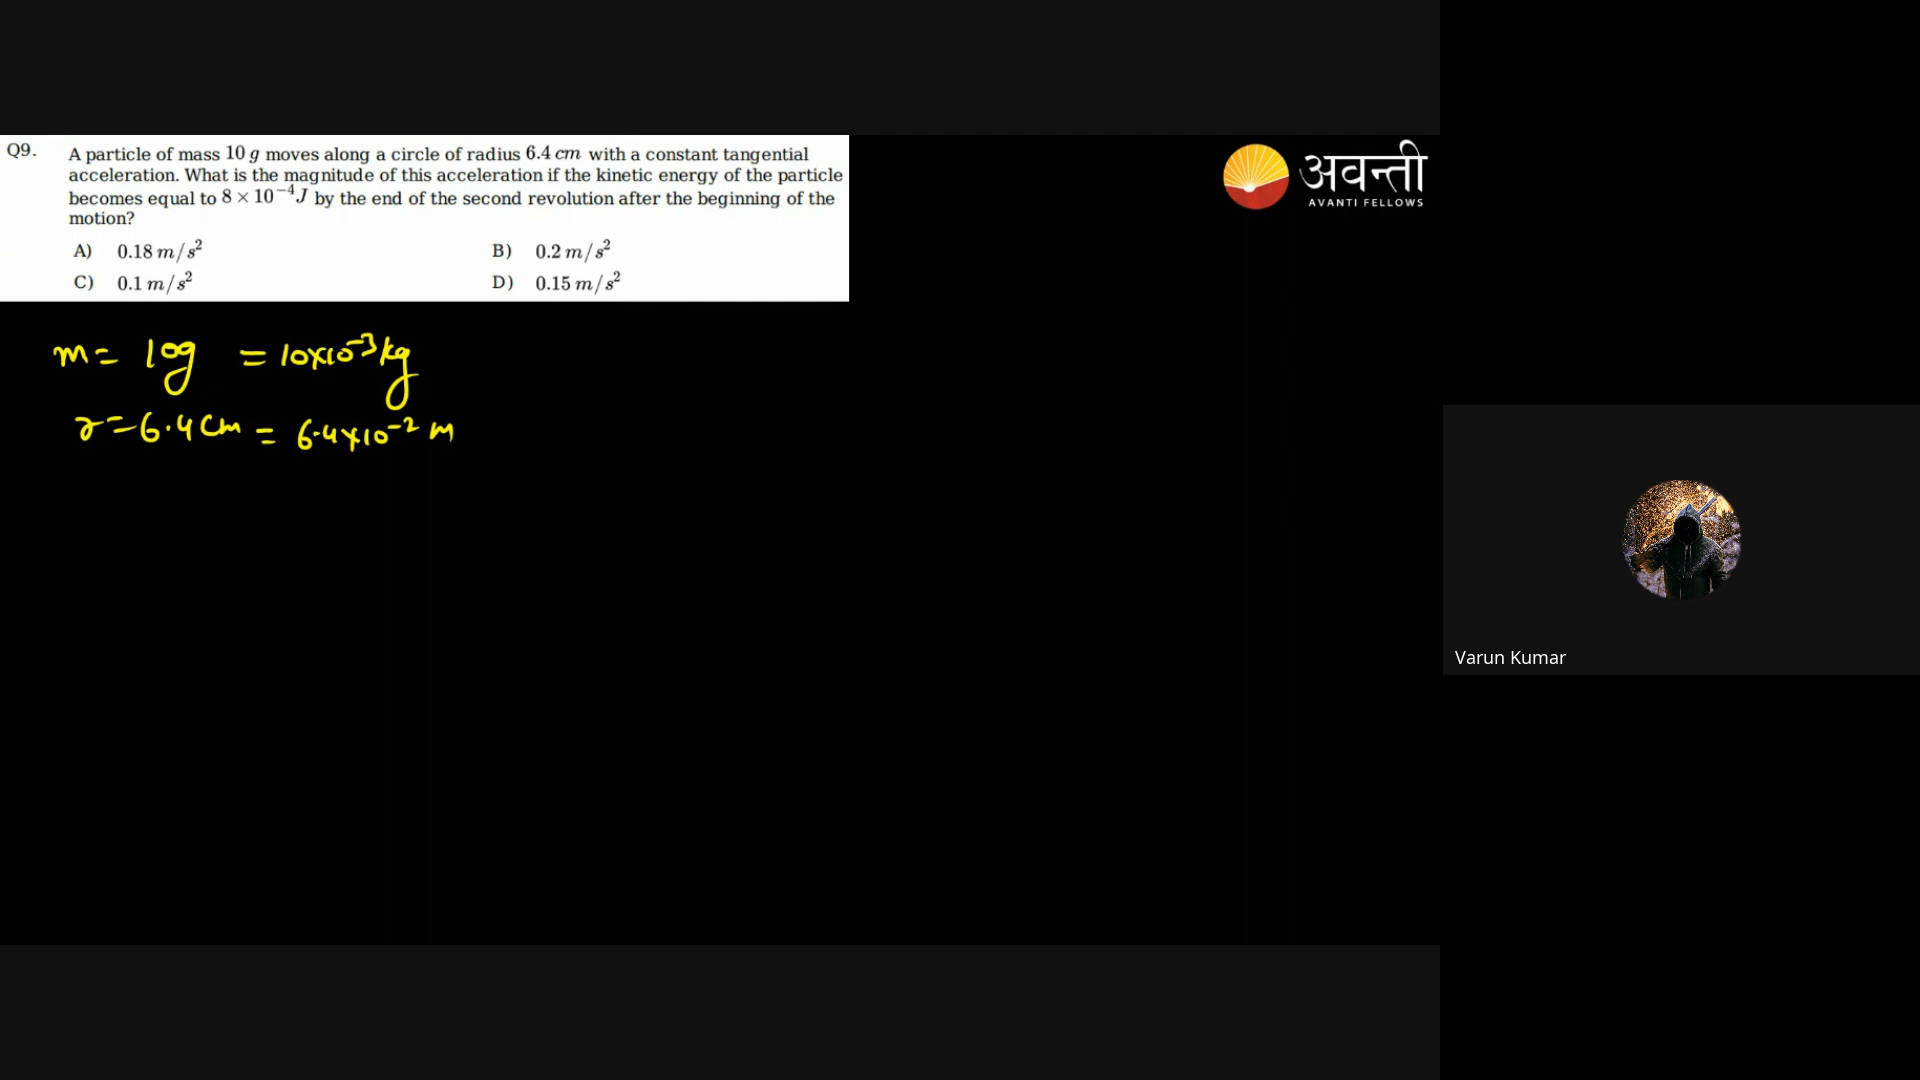 Q9. A particle of mass 10 g moves along a circle of radius 6.4 cm with a constant tangential
acceleration. What is the magnitude of this acceleration if the kinetic energy of the particle
becomes equal to 8 × 10⁻⁴ J by the end of the second revolution after the beginning of the
motion?
A) 0.18 m/s² B) 0.2 m/s²
C) 0.1 m/s² D) 0.15 m/s²
अवन्ती
AVANTI FELLOWS
m = 10g = 10×10⁻³ kg
r = 6.4 cm = 6.4×10⁻² m
Varun Kumar